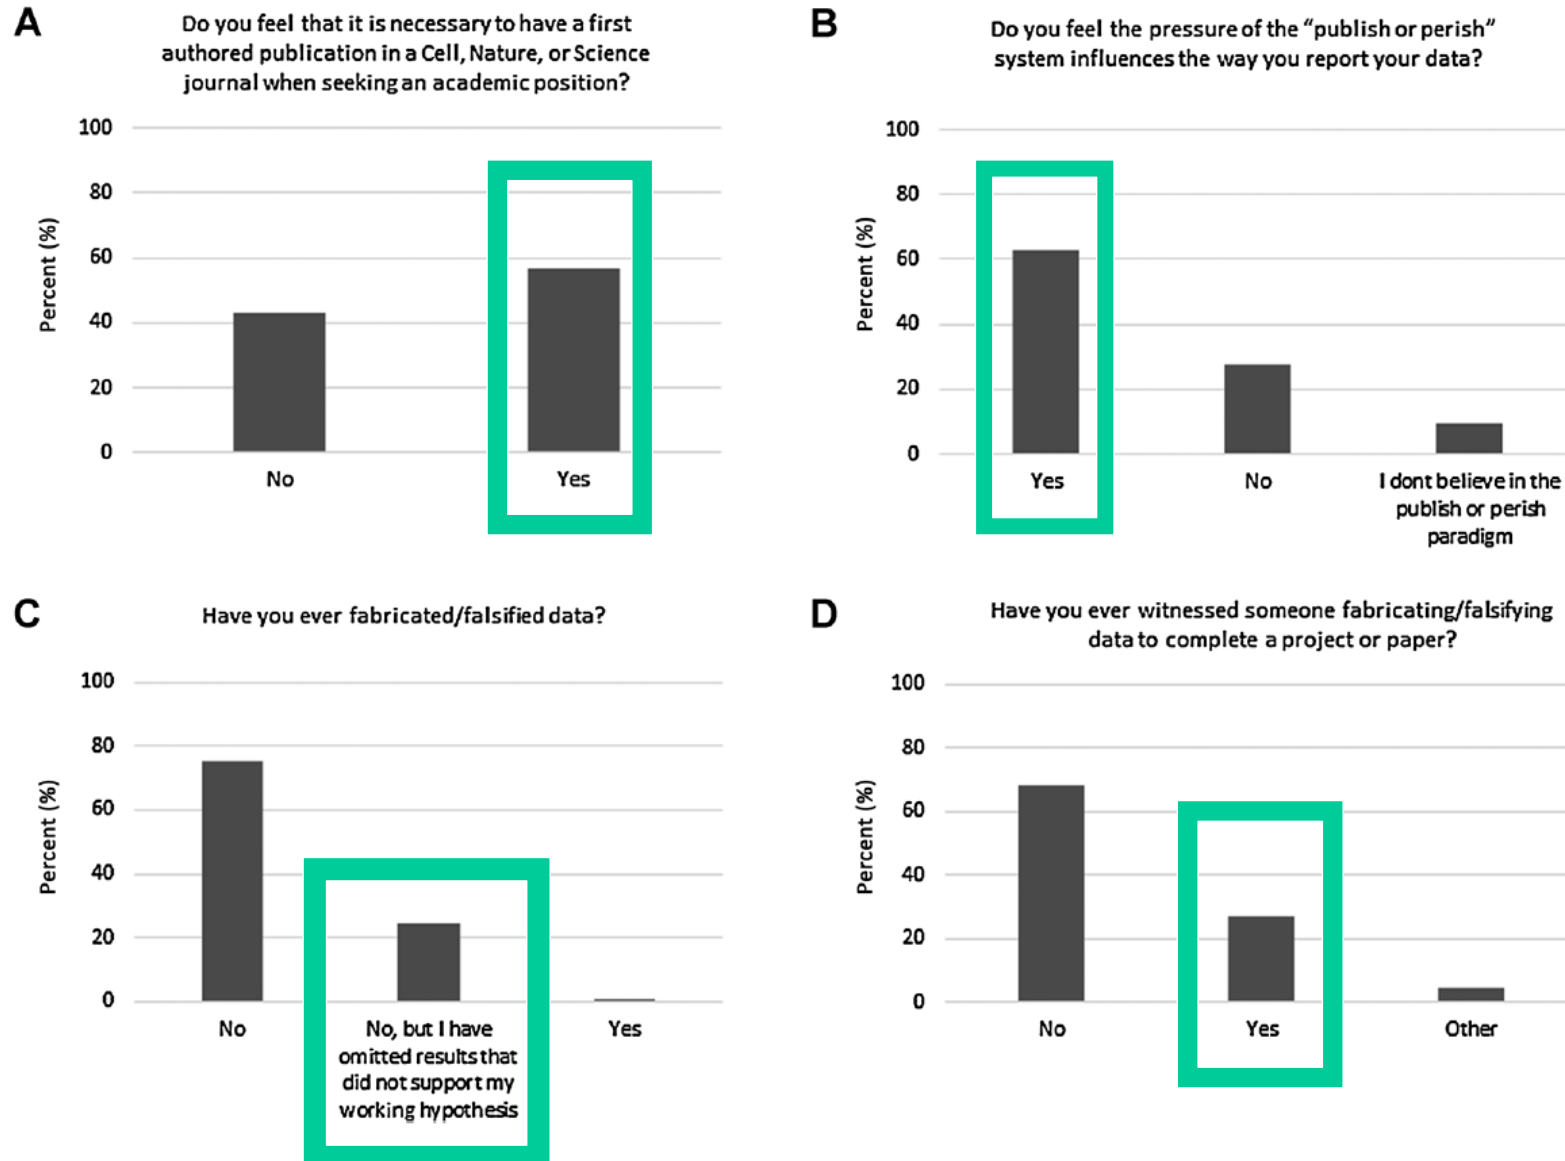 A
Do you feel that it is necessary to have a first
authored publication in a Cell, Nature, or Science
journal when seeking an academic position?
100
80
60
40
20
0
Percent (%)
No
Yes
B
Do you feel the pressure of the “publish or perish”
system influences the way you report your data?
100
80
60
40
20
0
Percent (%)
Yes
No
I dont believe in the
publish or perish
paradigm
C
Have you ever fabricated/falsified data?
100
80
60
40
20
0
Percent (%)
No
No, but I have
omitted results that
did not support my
working hypothesis
Yes
D
Have you ever witnessed someone fabricating/falsifying
data to complete a project or paper?
100
80
60
40
20
0
Percent (%)
No
Yes
Other